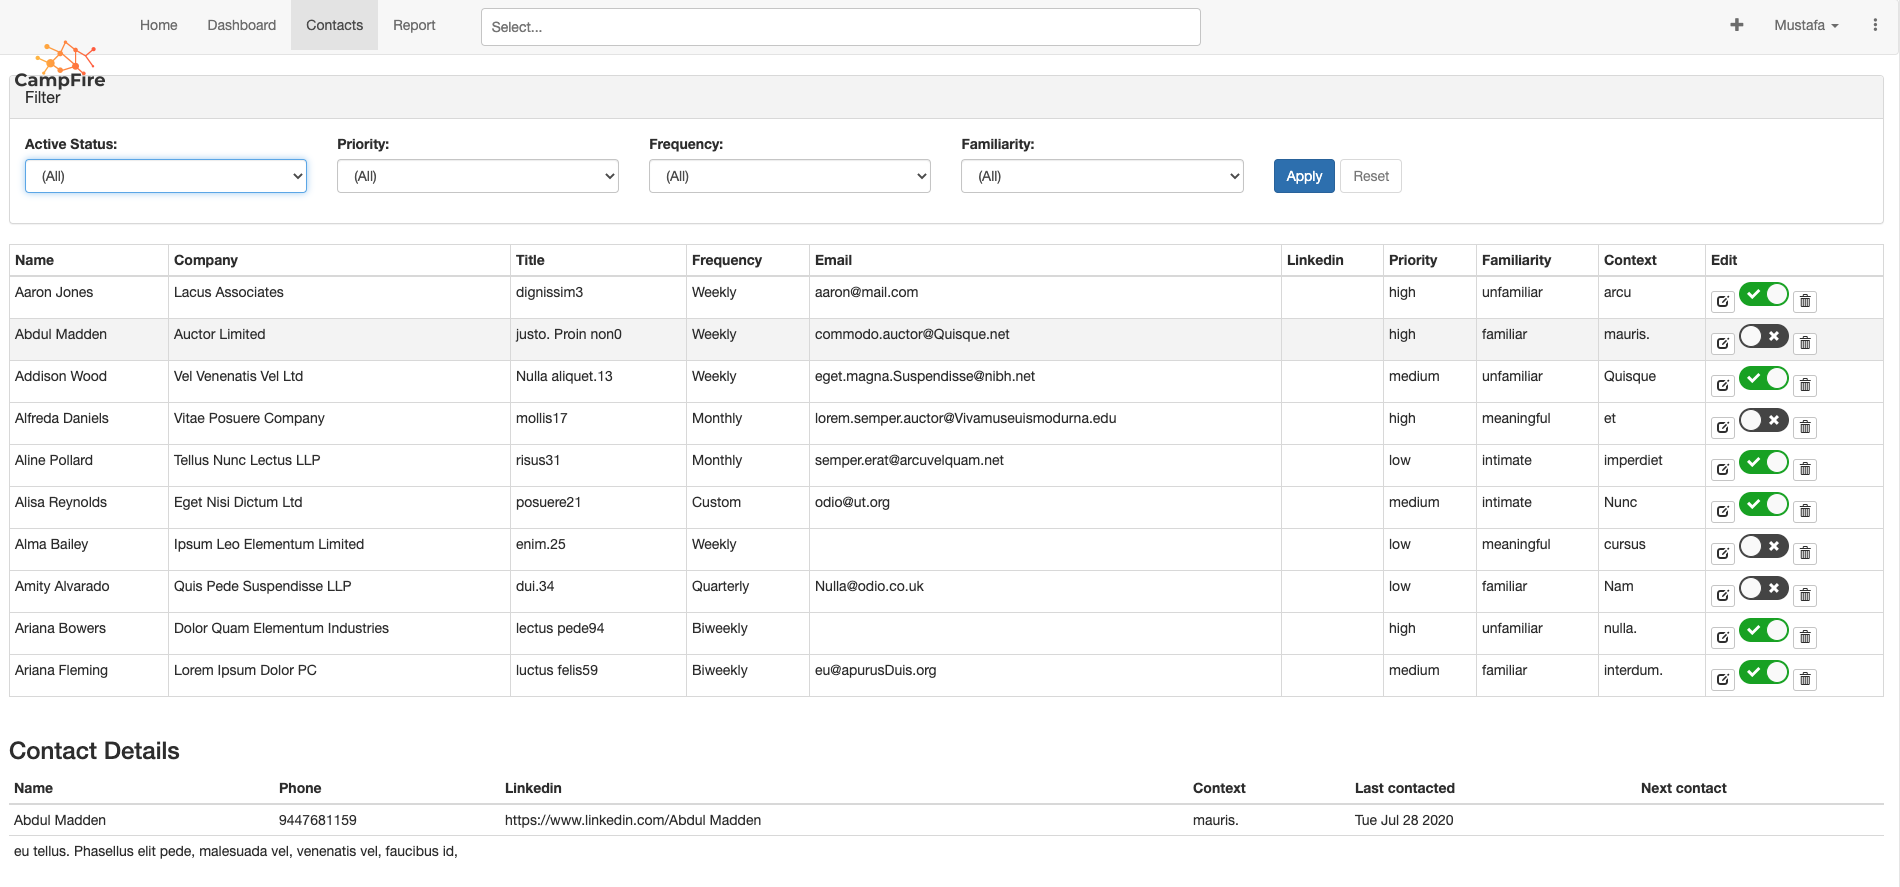 Home Dashboard Contacts Report Select... Mustafa
CampFire
Filter
Active Status: Priority: Frequency: Familiarity:
(All) (All) (All) (All) Apply Reset
Name Company Title Frequency Email Linkedin Priority Familiarity Context Edit
Aaron Jones Lacus Associates dignissim3 Weekly aaron@mail.com high unfamiliar arcu
Abdul Madden Auctor Limited justo. Proin non0 Weekly commodo.auctor@Quisque.net high familiar mauris.
Addison Wood Vel Venenatis Vel Ltd Nulla aliquet.13 Weekly eget.magna.Suspendisse@nibh.net medium unfamiliar Quisque
Alfreda Daniels Vitae Posuere Company mollis17 Monthly lorem.semper.auctor@Vivamuseuismodurna.edu high meaningful et
Aline Pollard Tellus Nunc Lectus LLP risus31 Monthly semper.erat@arcuvelquam.net low intimate imperdiet
Alisa Reynolds Eget Nisi Dictum Ltd posuere21 Custom odio@ut.org medium intimate Nunc
Alma Bailey Ipsum Leo Elementum Limited enim.25 Weekly low meaningful cursus
Amity Alvarado Quis Pede Suspendisse LLP dui.34 Quarterly Nulla@odio.co.uk low familiar Nam
Ariana Bowers Dolor Quam Elementum Industries lectus pede94 Biweekly high unfamiliar nulla.
Ariana Fleming Lorem Ipsum Dolor PC luctus felis59 Biweekly eu@apurusDuis.org medium familiar interdum.
Contact Details
Name Phone Linkedin Context Last contacted Next contact
Abdul Madden 9447681159 https://www.linkedin.com/Abdul Madden mauris. Tue Jul 28 2020
eu tellus. Phasellus elit pede, malesuada vel, venenatis vel, faucibus id,